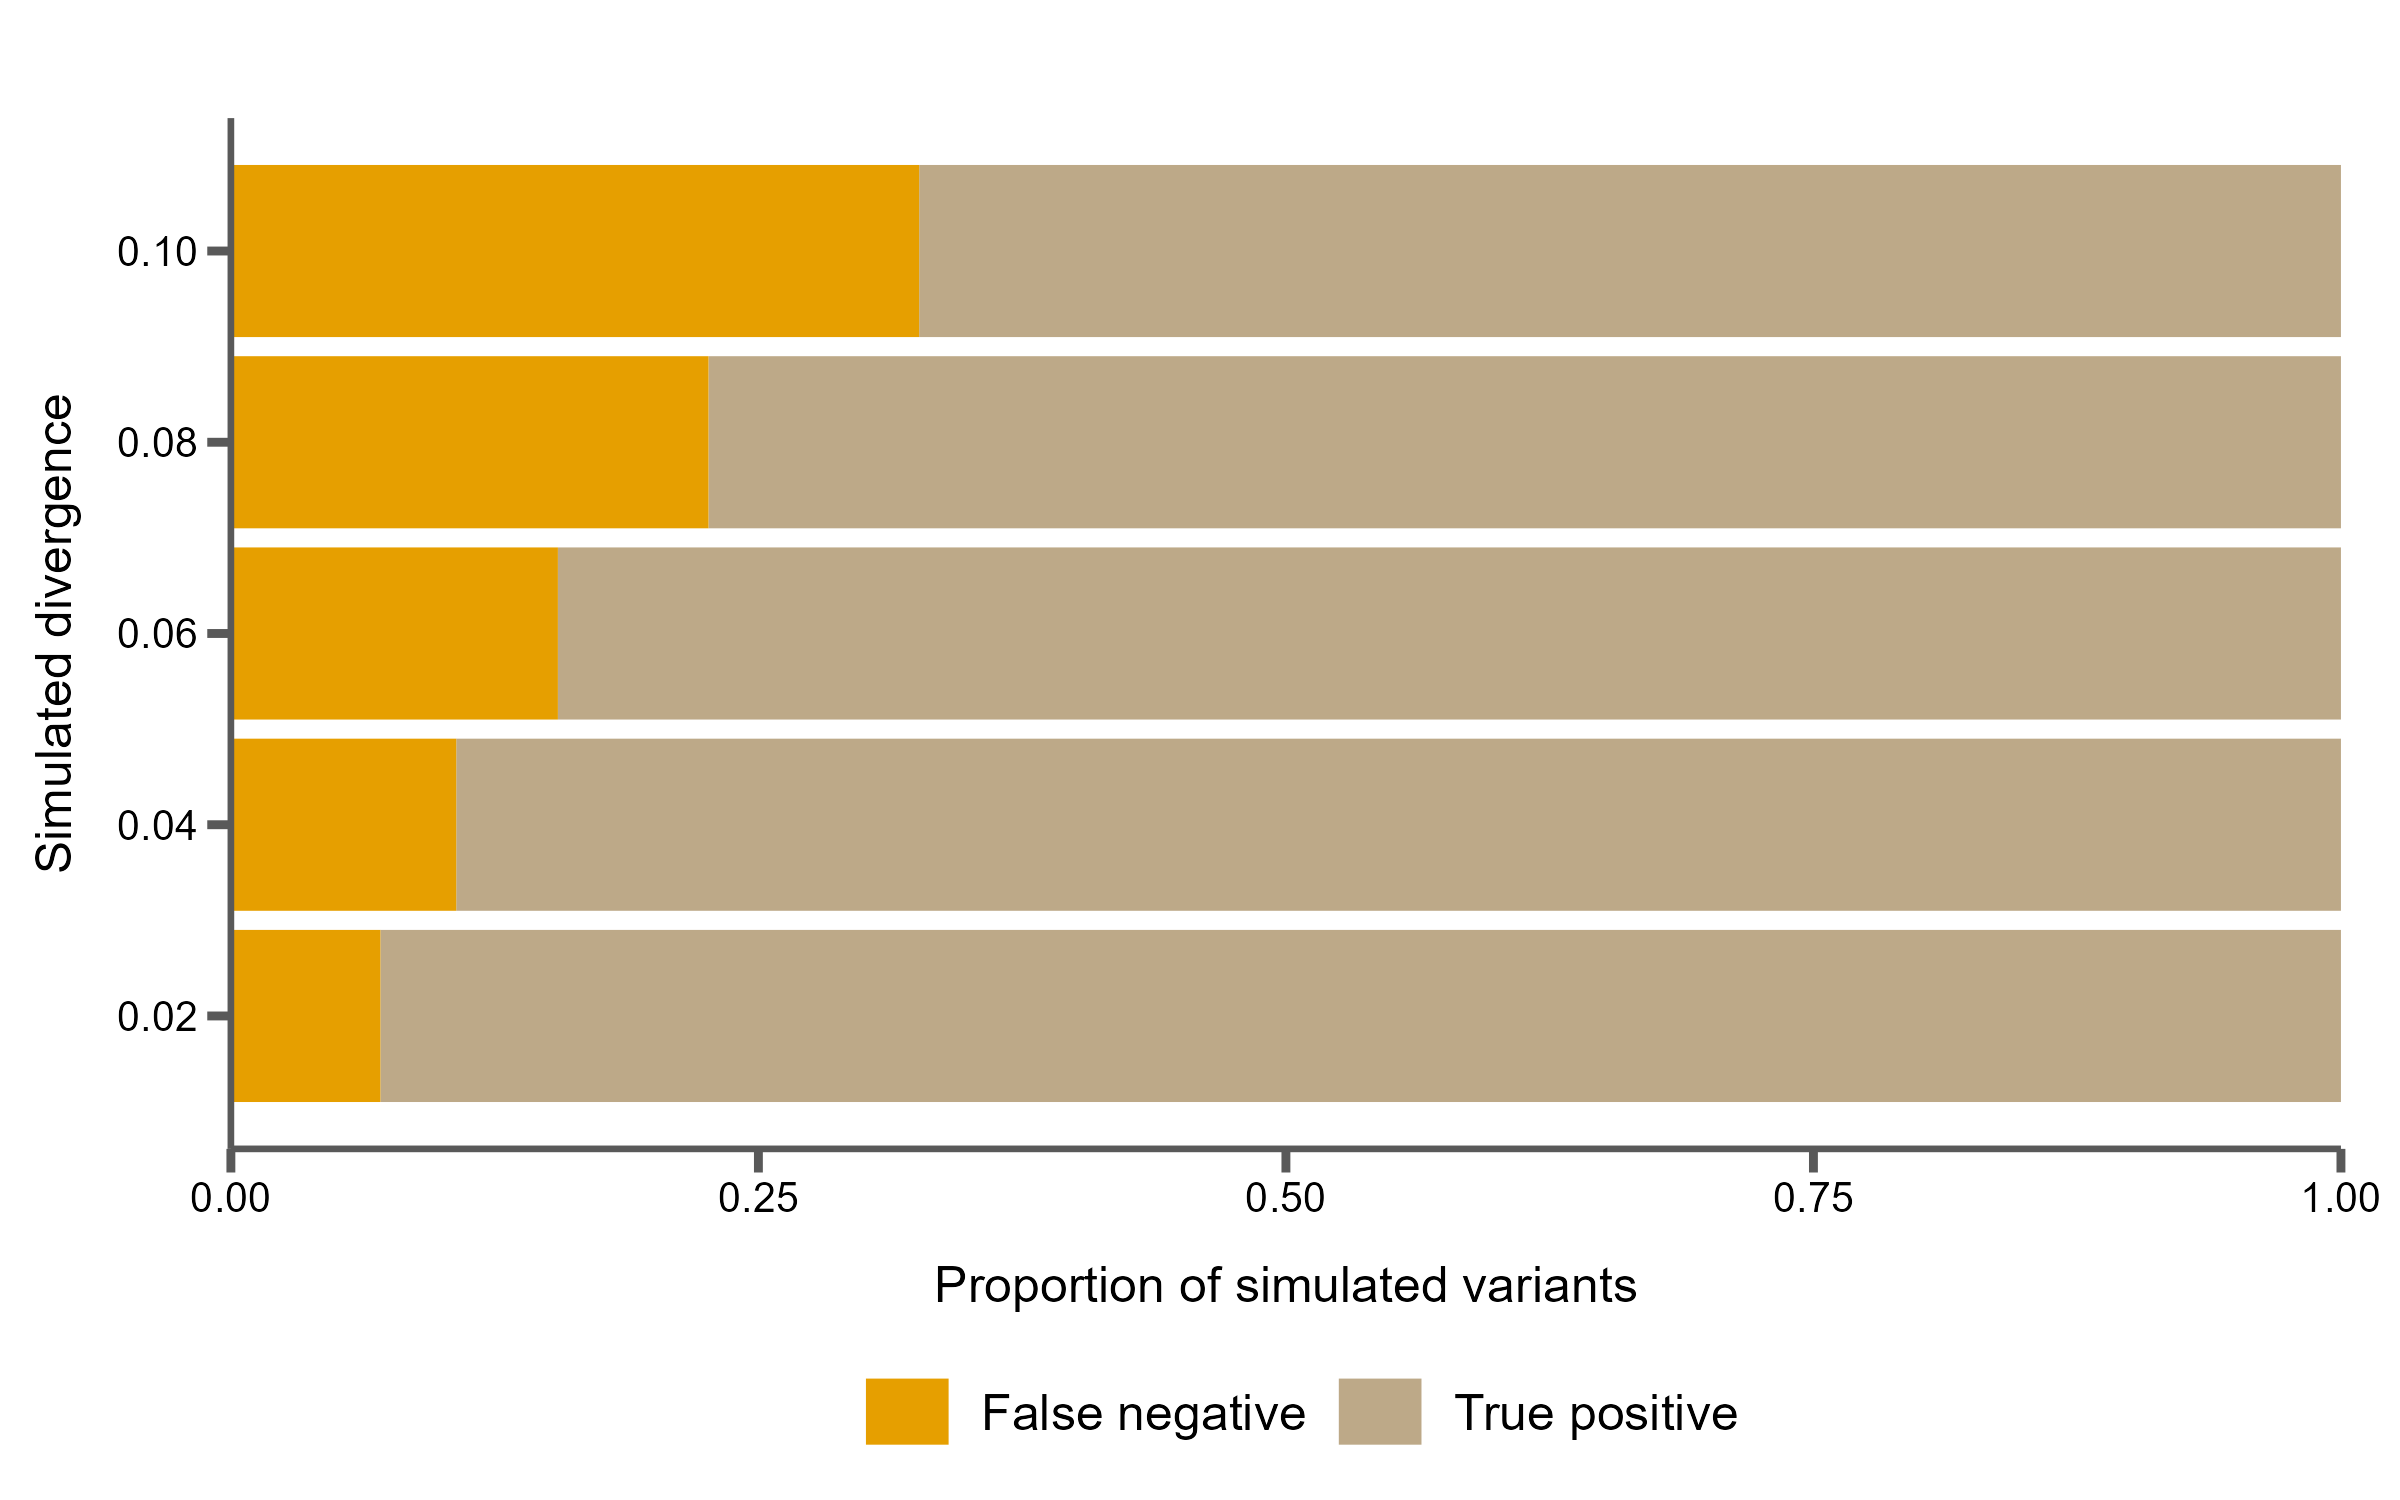 Simulated divergence
0.10
0.08
0.06
0.04
0.02
0.00 0.25 0.50 0.75 1.00
Proportion of simulated variants
False negative True positive